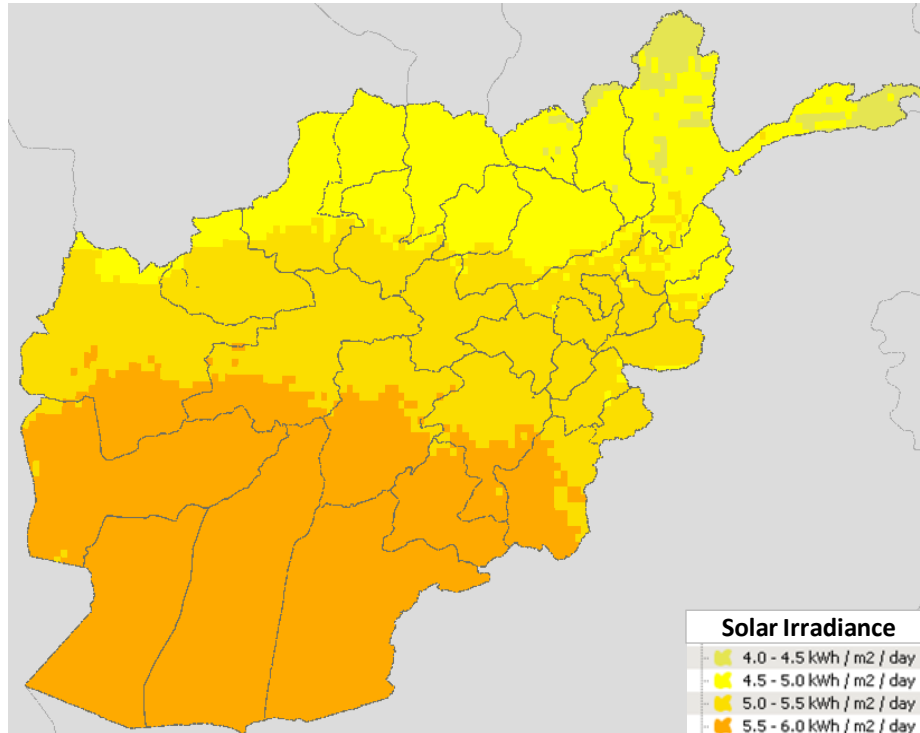 Solar Irradiance
4.0 - 4.5 kWh / m2 / day
4.5 - 5.0 kWh / m2 / day
5.0 - 5.5 kWh / m2 / day
5.5 - 6.0 kWh / m2 / day